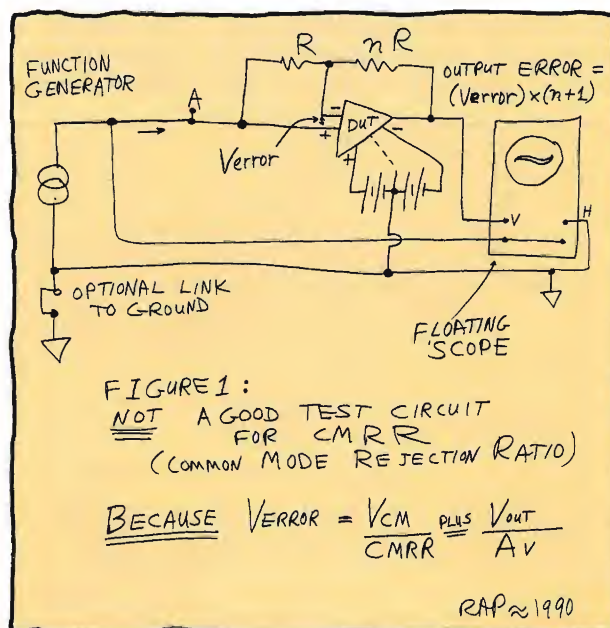 R
nR
FUNCTION
GENERATOR
OUTPUT ERROR =
(Verror)×(n+1)
A
-
+
DUT
-
+
Verror
V
H
OPTIONAL LINK
TO GROUND
FLOATING
SCOPE
FIGURE 1:
NOT A GOOD TEST CIRCUIT
FOR CMRR
(COMMON MODE REJECTION RATIO)
BECAUSE VERROR = VCM/CMRR PLUS Vout/Av
RAP≈1990